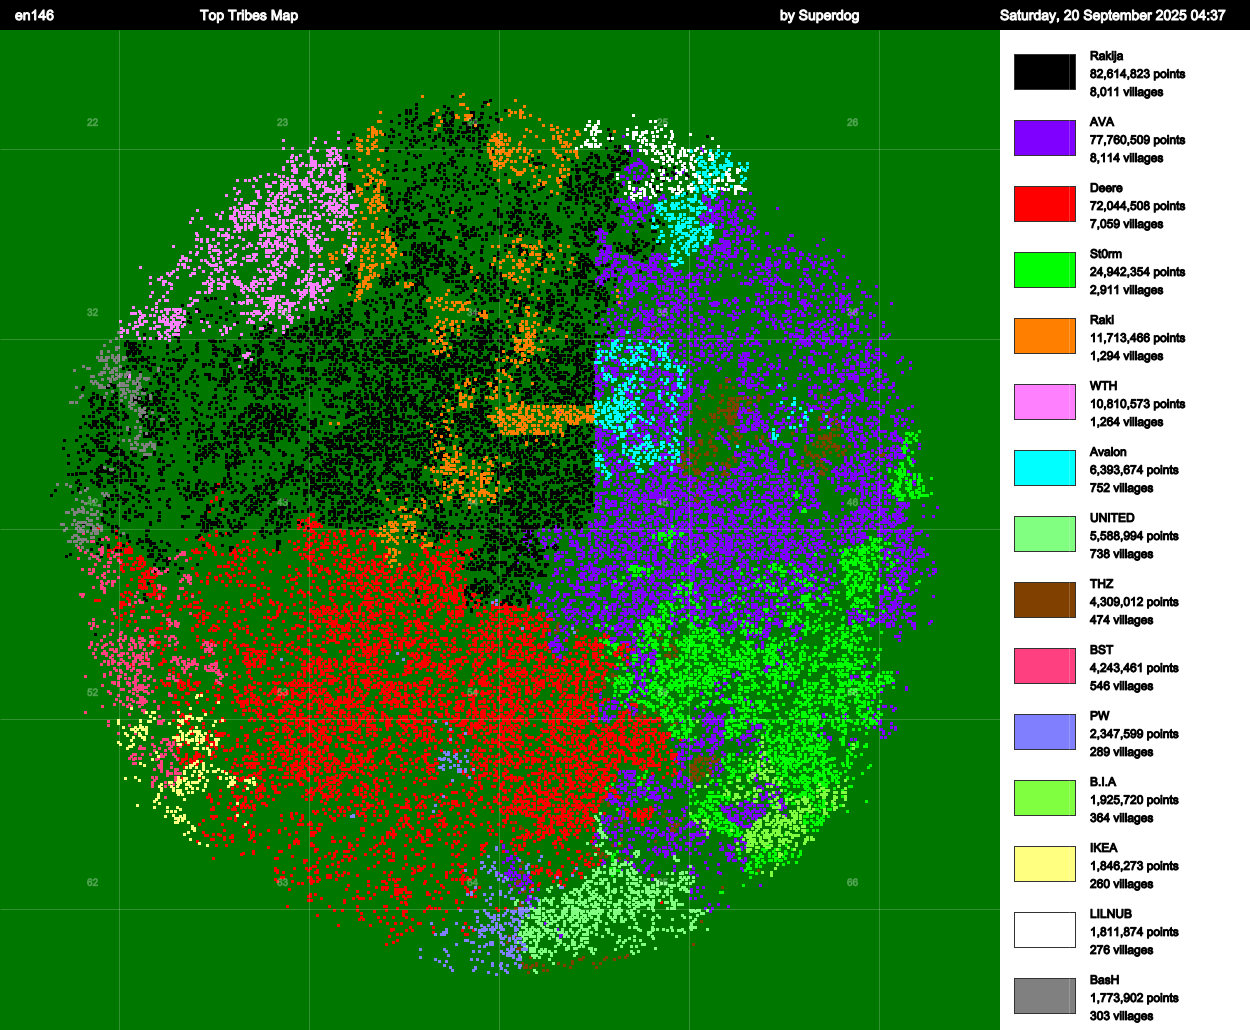 en146 Top Tribes Map by Superdog Saturday, 20 September 2025 04:37
Rakija
82,614,823 points
8,011 villages
AVA
77,760,509 points
8,114 villages
Deere
72,044,508 points
7,059 villages
St0rm
24,942,354 points
2,911 villages
Raki
11,713,466 points
1,294 villages
WTH
10,810,573 points
1,264 villages
Avalon
6,393,674 points
752 villages
UNITED
5,588,994 points
738 villages
THZ
4,309,012 points
474 villages
BST
4,243,461 points
546 villages
PW
2,347,599 points
289 villages
B.I.A
1,925,720 points
364 villages
IKEA
1,846,273 points
260 villages
LILNUB
1,811,874 points
276 villages
BasH
1,773,902 points
303 villages
22 23 25 26
32 35 36
43 45 46
52 53 54
62 63 66